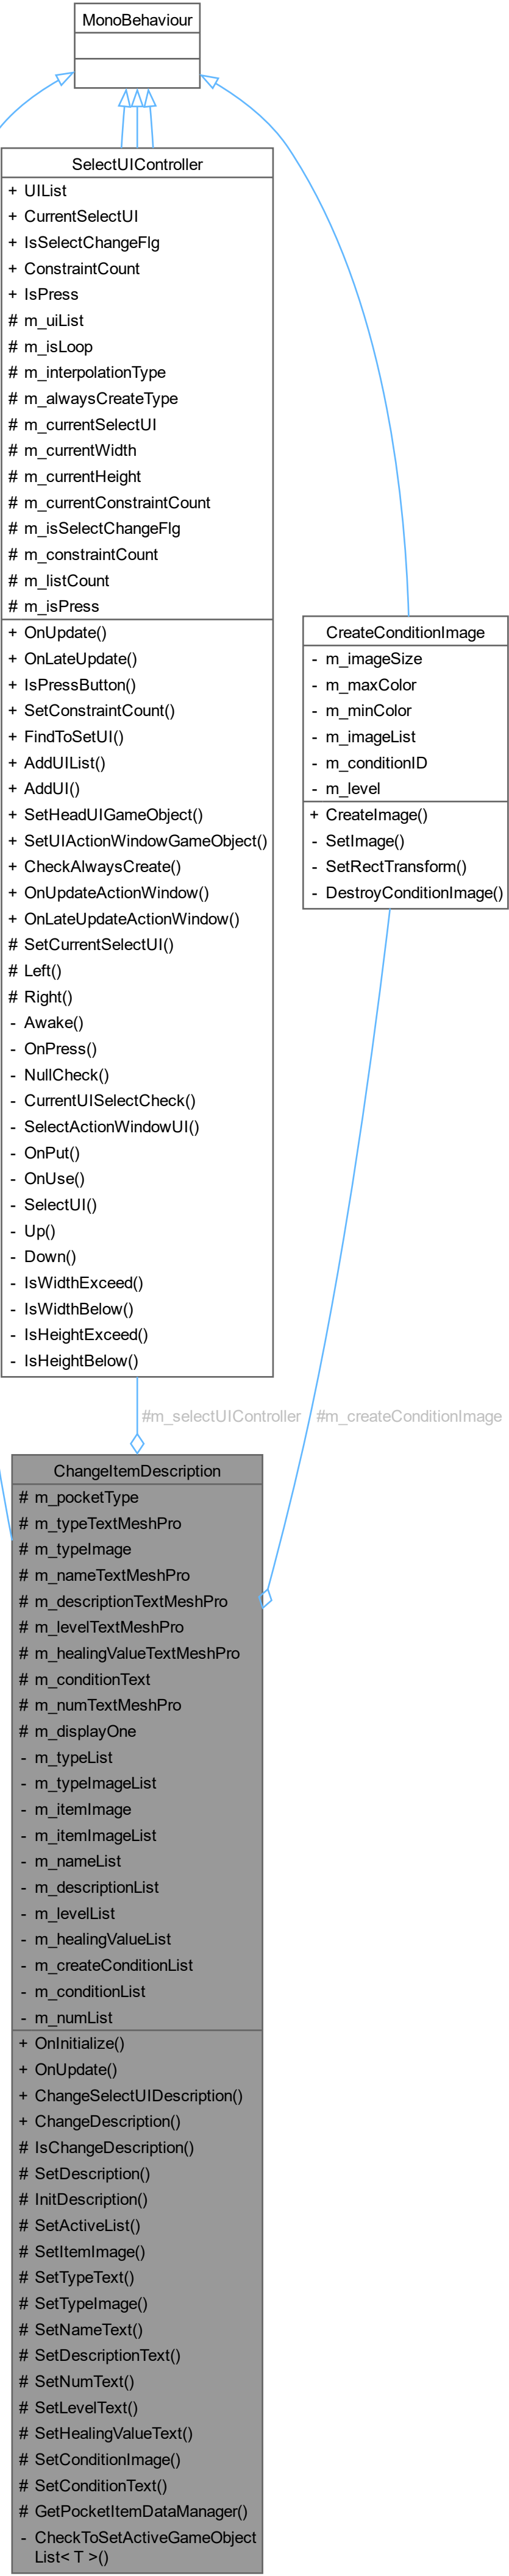 MonoBehaviour
SelectUIController
+ UIList
+ CurrentSelectUI
+ IsSelectChangeFlg
+ ConstraintCount
+ IsPress
# m_uiList
# m_isLoop
# m_interpolationType
# m_alwaysCreateType
# m_currentSelectUI
# m_currentWidth
# m_currentHeight
# m_currentConstraintCount
# m_isSelectChangeFlg
# m_constraintCount
# m_listCount
# m_isPress
+ OnUpdate()
+ OnLateUpdate()
+ IsPressButton()
+ SetConstraintCount()
+ FindToSetUI()
+ AddUIList()
+ AddUI()
+ SetHeadUIGameObject()
+ SetUIActionWindowGameObject()
+ CheckAlwaysCreate()
+ OnUpdateActionWindow()
+ OnLateUpdateActionWindow()
# SetCurrentSelectUI()
# Left()
# Right()
- Awake()
- OnPress()
- NullCheck()
- CurrentUISelectCheck()
- SelectActionWindowUI()
- OnPut()
- OnUse()
- SelectUI()
- Up()
- Down()
- IsWidthExceed()
- IsWidthBelow()
- IsHeightExceed()
- IsHeightBelow()
CreateConditionImage
- m_imageSize
- m_maxColor
- m_minColor
- m_imageList
- m_conditionID
- m_level
+ CreateImage()
- SetImage()
- SetRectTransform()
- DestroyConditionImage()
#m_selectUIController
#m_createConditionImage
ChangeItemDescription
# m_pocketType
# m_typeTextMeshPro
# m_typeImage
# m_nameTextMeshPro
# m_descriptionTextMeshPro
# m_levelTextMeshPro
# m_healingValueTextMeshPro
# m_conditionText
# m_numTextMeshPro
# m_displayOne
- m_typeList
- m_typeImageList
- m_itemImage
- m_itemImageList
- m_nameList
- m_descriptionList
- m_levelList
- m_healingValueList
- m_createConditionList
- m_conditionList
- m_numList
+ OnInitialize()
+ OnUpdate()
+ ChangeSelectUIDescription()
+ ChangeDescription()
# IsChangeDescription()
# SetDescription()
# InitDescription()
# SetActiveList()
# SetItemImage()
# SetTypeText()
# SetTypeImage()
# SetNameText()
# SetDescriptionText()
# SetNumText()
# SetLevelText()
# SetHealingValueText()
# SetConditionImage()
# SetConditionText()
# GetPocketItemDataManager()
- CheckToSetActiveGameObject
List< T >()